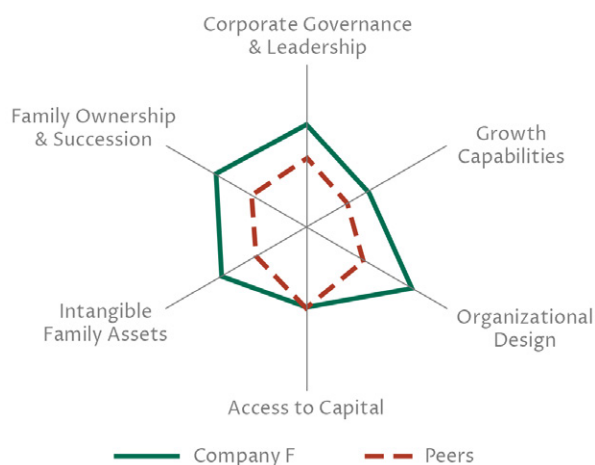 Corporate Governance
& Leadership
Family Ownership
& Succession
Growth
Capabilities
Intangible
Family Assets
Organizational
Design
Access to Capital
Company F
Peers